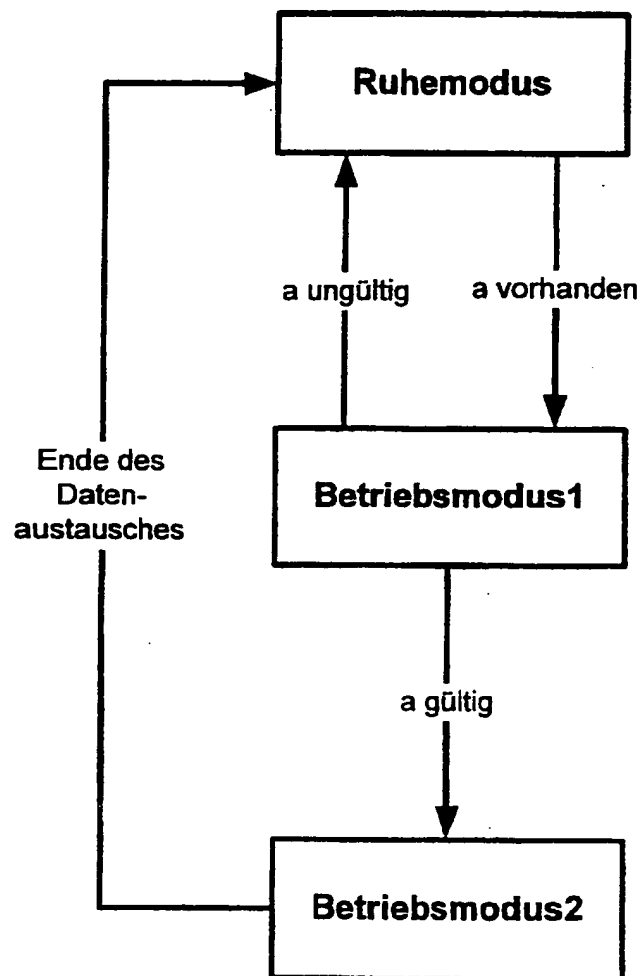 Ruhemodus
a ungültig
a vorhanden
Ende des
Daten-
austausches
Betriebsmodus1
a gültig
Betriebsmodus2